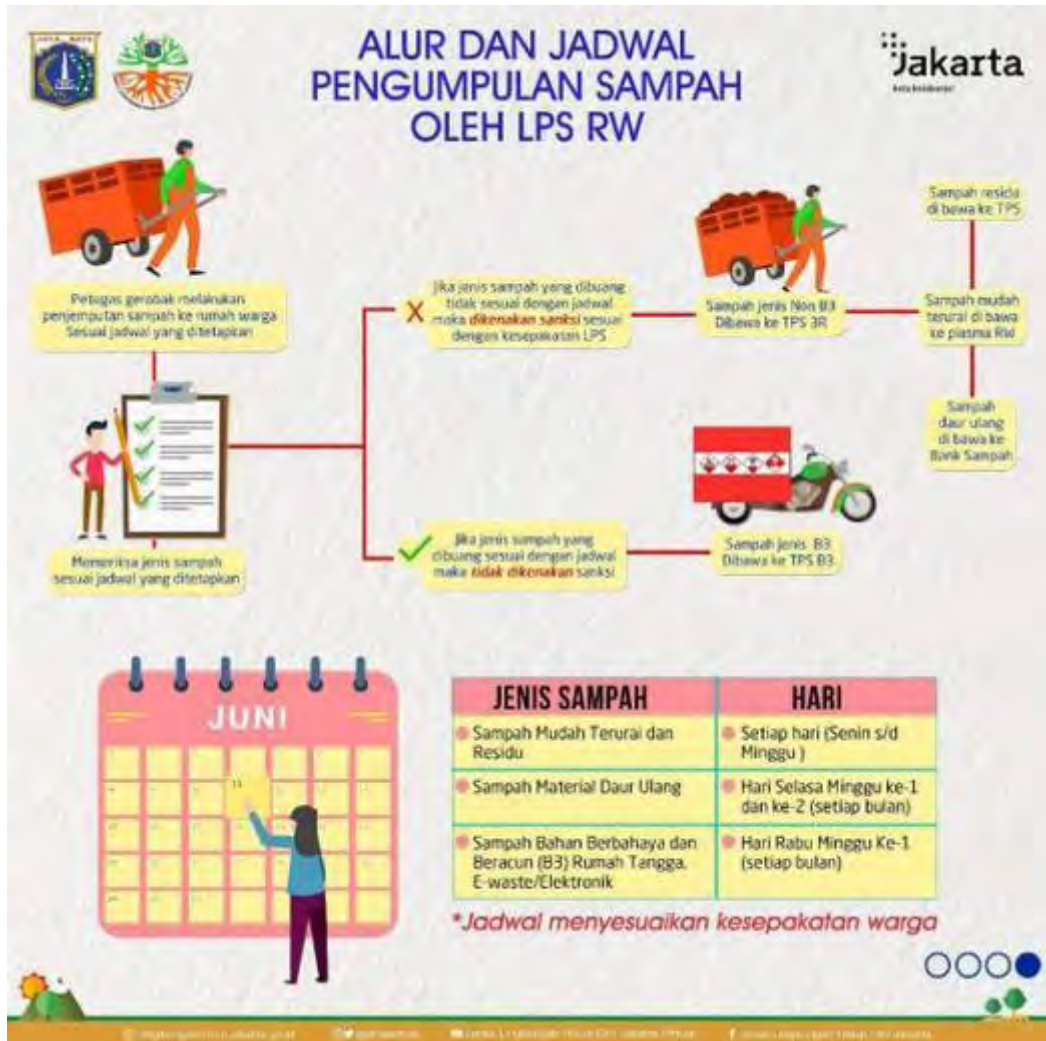 JAYA RAYA
ALUR DAN JADWAL
PENGUMPULAN SAMPAH
OLEH LPS RW
Jakarta
Petugas gerobak melakukan
penjemputan sampah ke rumah warga
Sesuai jadwal yang ditetapkan
Memeriksa jenis sampah
sesuai jadwal yang ditetapkan
X Jika jenis sampah yang dibuang
tidak sesuai dengan jadwal
maka dikenakan sanksi sesuai
dengan kesepakatan LPS
Jika jenis sampah yang
dibuang sesuai dengan jadwal
maka tidak dikenakan sanksi
Sampah jenis Non B3
Dibawa ke TPS 3R
Sampah jenis B3
Dibawa ke TPS B3
Sampah residu
di bawa ke TPS
Sampah mudah
terurai di bawa
ke plasma RW
Sampah
daur ulang
di bawa ke
Bank Sampah
JUNI
JENIS SAMPAH HARI
Sampah Mudah Terurai dan
Residu
Setiap hari (Senin s/d
Minggu )
Sampah Material Daur Ulang
Hari Selasa Minggu ke-1
dan ke-2 (setiap bulan)
Sampah Bahan Berbahaya dan
Beracun (B3) Rumah Tangga,
E-waste/Elektronik
Hari Rabu Minggu Ke-1
(setiap bulan)
*Jadwal menyesuaikan kesepakatan warga